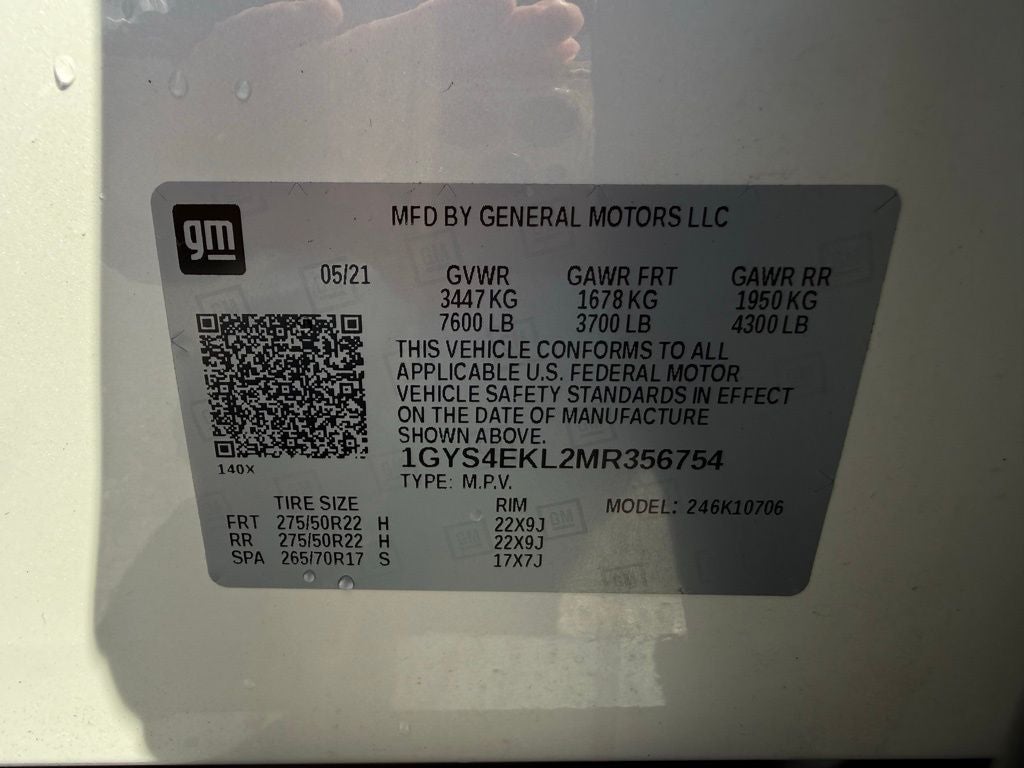 gm
MFD BY GENERAL MOTORS LLC
05/21 GVWR GAWR FRT GAWR RR
3447 KG 1678 KG 1950 KG
7600 LB 3700 LB 4300 LB
THIS VEHICLE CONFORMS TO ALL
APPLICABLE U.S. FEDERAL MOTOR
VEHICLE SAFETY STANDARDS IN EFFECT
ON THE DATE OF MANUFACTURE
SHOWN ABOVE.
140X
1GYS4EKL2MR356754
TYPE: M.P.V.
TIRE SIZE RIM MODEL: 246K10706
FRT 275/50R22 H 22X9J
RR 275/50R22 H 22X9J
SPA 265/70R17 S 17X7J